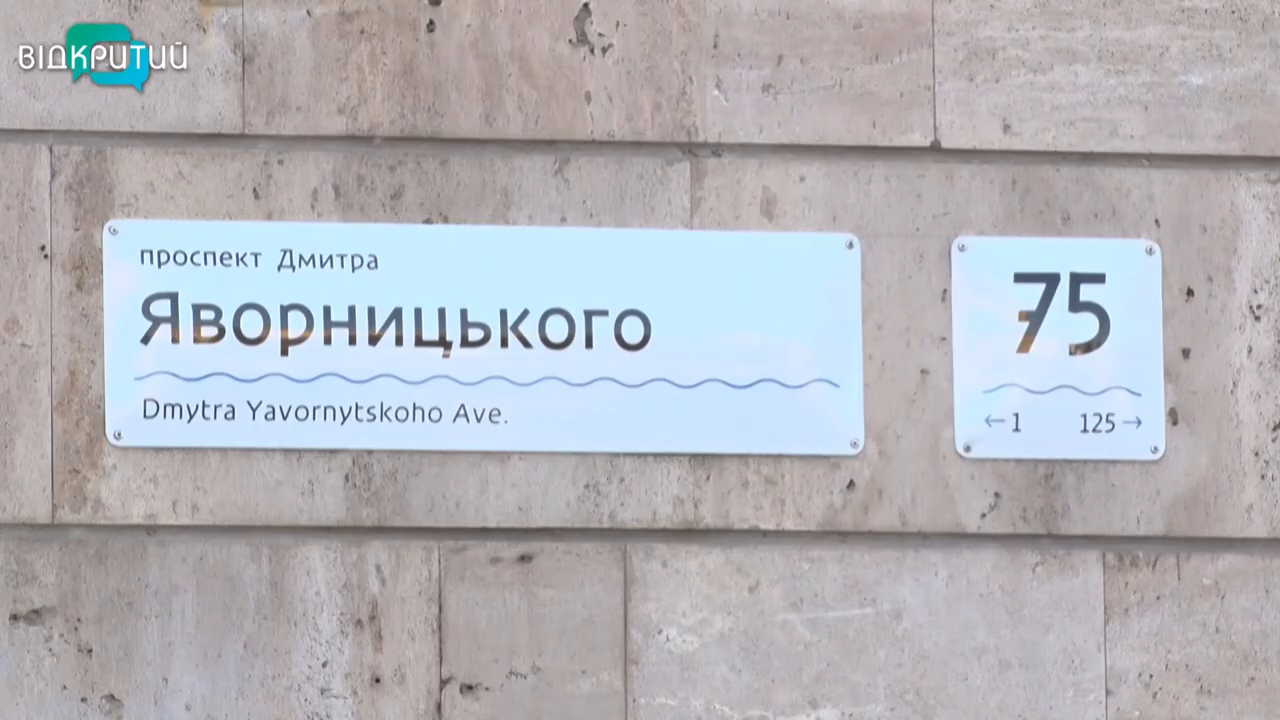 ВІДКРИТИЙ
проспект Дмитра
Яворницького
Dmytra Yavornytskoho Ave.
75
←1 125→